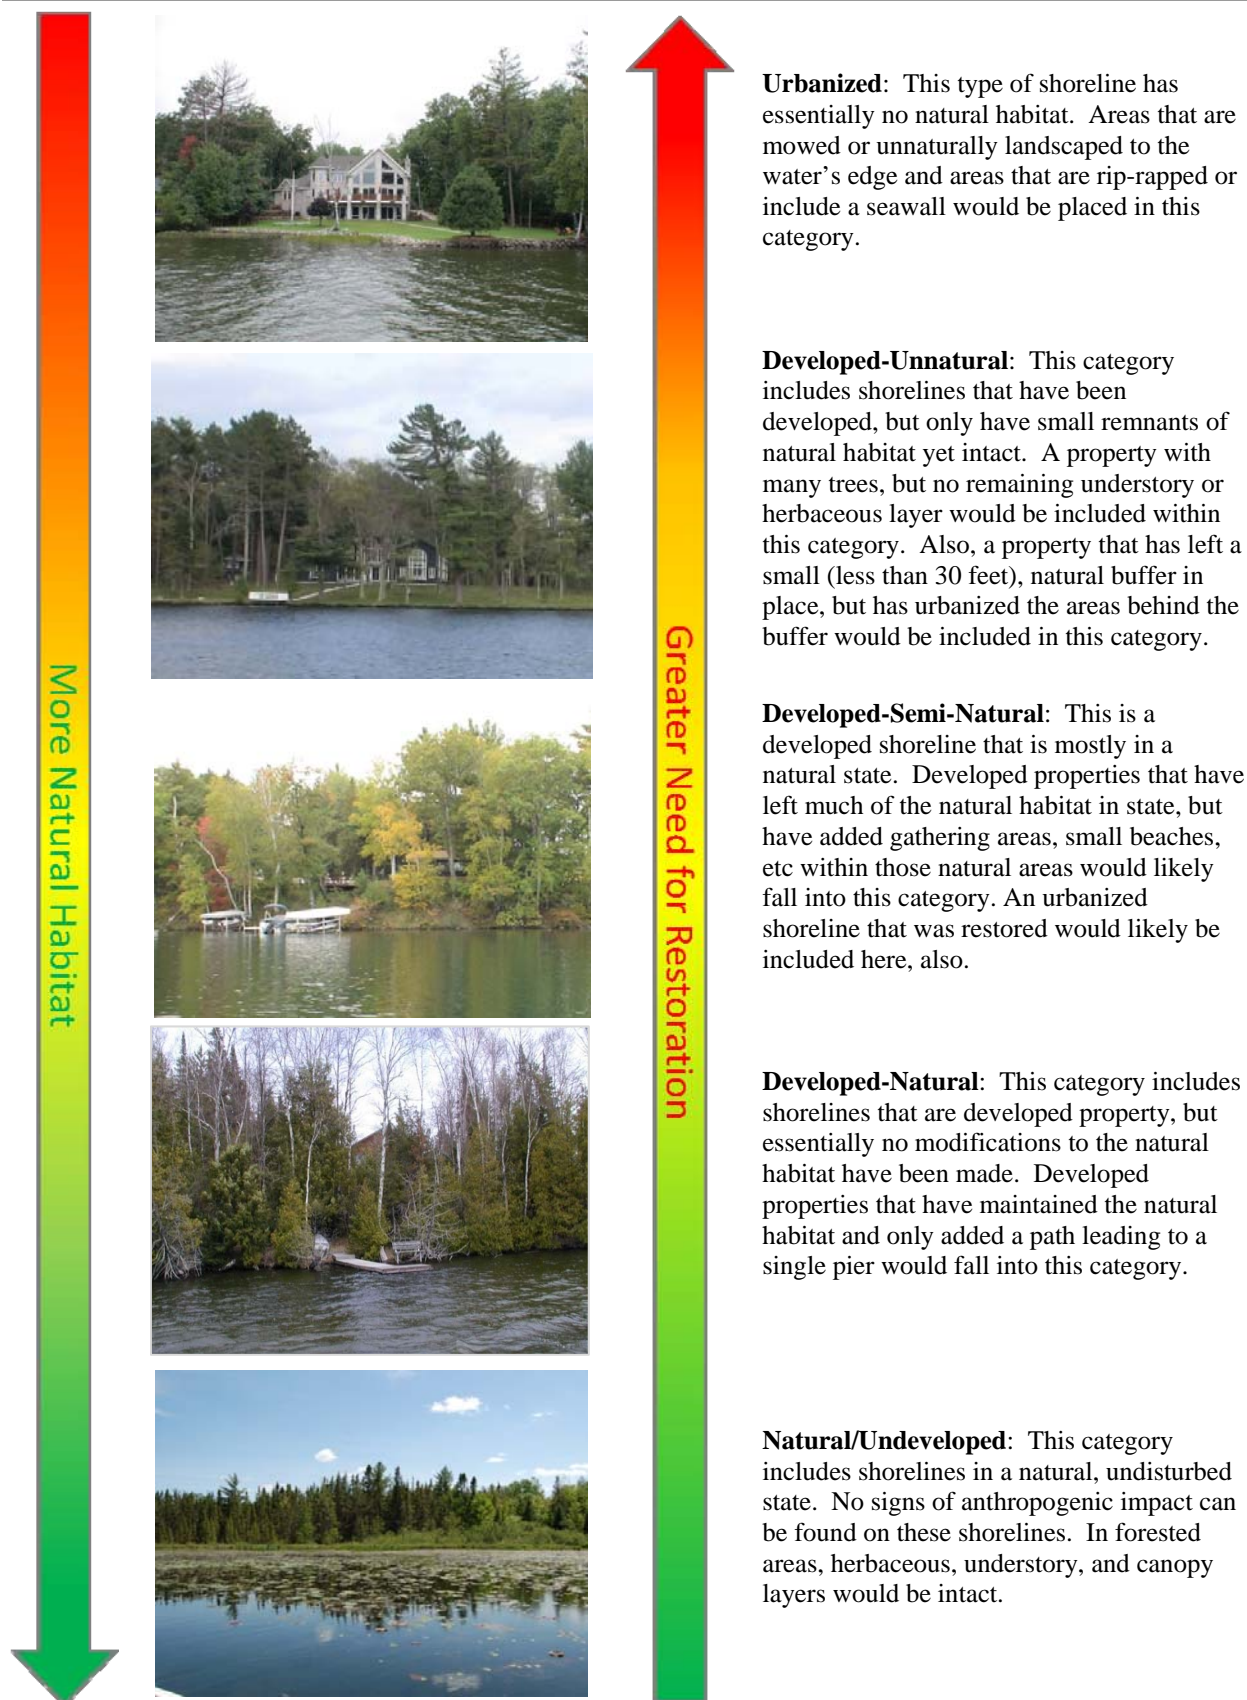 More Natural Habitat
Greater Need for Restoration
Urbanized: This type of shoreline has
essentially no natural habitat. Areas that are
mowed or unnaturally landscaped to the
water's edge and areas that are rip-rapped or
include a seawall would be placed in this
category.
Developed-Unnatural: This category
includes shorelines that have been
developed, but only have small remnants of
natural habitat yet intact. A property with
many trees, but no remaining understory or
herbaceous layer would be included within
this category. Also, a property that has left a
small (less than 30 feet), natural buffer in
place, but has urbanized the areas behind the
buffer would be included in this category.
Developed-Semi-Natural: This is a
developed shoreline that is mostly in a
natural state. Developed properties that have
left much of the natural habitat in state, but
have added gathering areas, small beaches,
etc within those natural areas would likely
fall into this category. An urbanized
shoreline that was restored would likely be
included here, also.
Developed-Natural: This category includes
shorelines that are developed property, but
essentially no modifications to the natural
habitat have been made. Developed
properties that have maintained the natural
habitat and only added a path leading to a
single pier would fall into this category.
Natural/Undeveloped: This category
includes shorelines in a natural, undisturbed
state. No signs of anthropogenic impact can
be found on these shorelines. In forested
areas, herbaceous, understory, and canopy
layers would be intact.